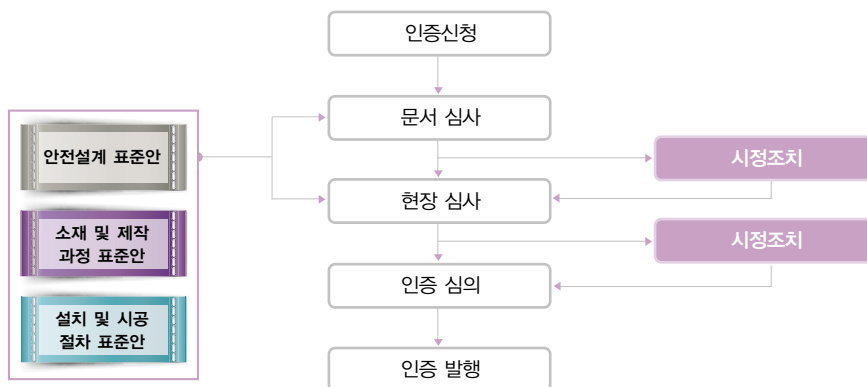 인증신청
문서 심사
안전설계 표준안
시정조치
현장 심사
소재 및 제작
과정 표준안
시정조치
인증 심의
설치 및 시공
절차 표준안
인증 발행